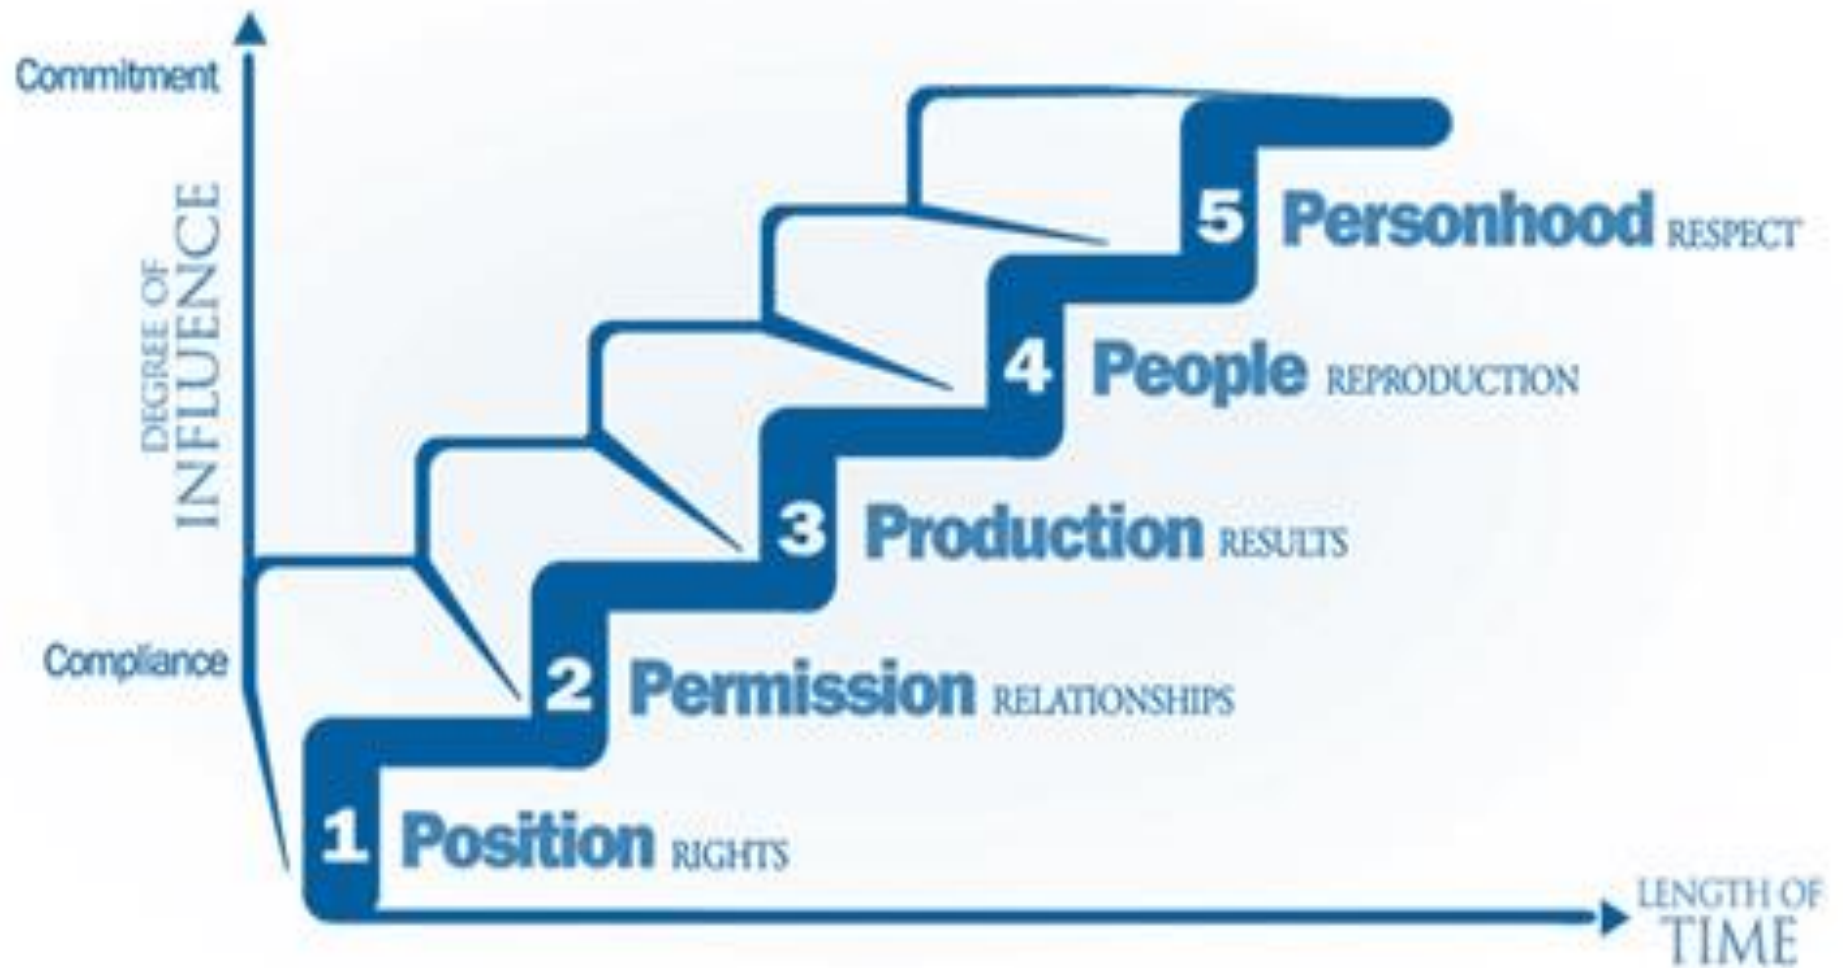 Commitment
DEGREE OF
INFLUENCE
Compliance
5 Personhood RESPECT
4 People REPRODUCTION
3 Production RESULTS
2 Permission RELATIONSHIPS
1 Position RIGHTS
LENGTH OF
TIME